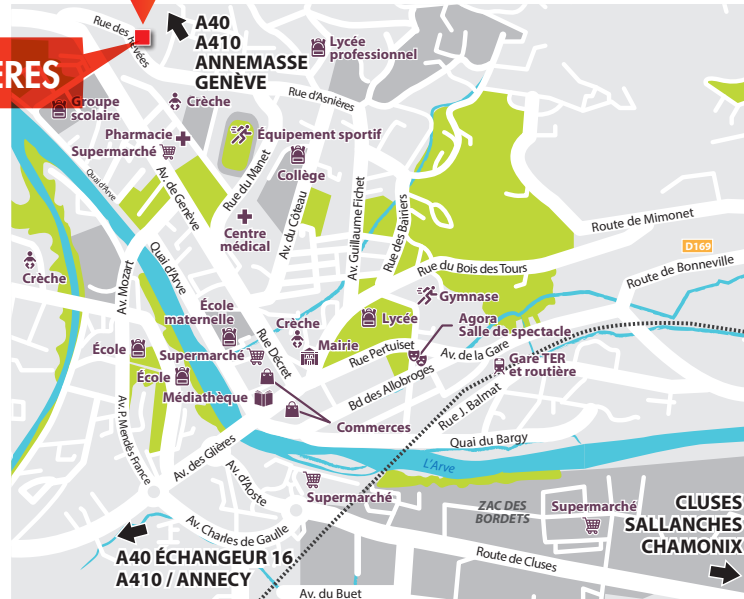 Rue des Rêvées
A40
A410
ANNEMASSE
GENÈVE
Lycée
professionnel
Rue d'Asnières
Groupe
scolaire
Crèche
Pharmacie
Supermarché
Équipement sportif
Collège
Quai d'Arve
Av. de Genève
Rue du Manet
Centre
médical
Av. du Côteau
Av. Guillaume Fichet
Rue des Bairiers
Route de Mimonet
D169
Route de Bonneville
Rue du Bois des Tours
Crèche
Av. Mozart
Quai d'Arve
Gymnase
École
maternelle
Crèche
Lycée
Agora
Salle de spectacle
Mairie
Rue Décret
Rue Pertuiset
Av. de la Gare
École
Supermarché
Gare TER
et routière
École
Médiathèque
Bd des Allobroges
Rue J. Balmat
Commerces
Av. P. Mendès France
Av. des Glières
Quai du Bargy
L'Arve
Av. d'Aoste
Supermarché
ZAC DES
BORDETS
Supermarché
CLUSES
SALLANCHES
CHAMONIX
Av. Charles de Gaulle
A40 ÉCHANGEUR 16
A410 / ANNECY
Route de Cluses
Av. du Buet